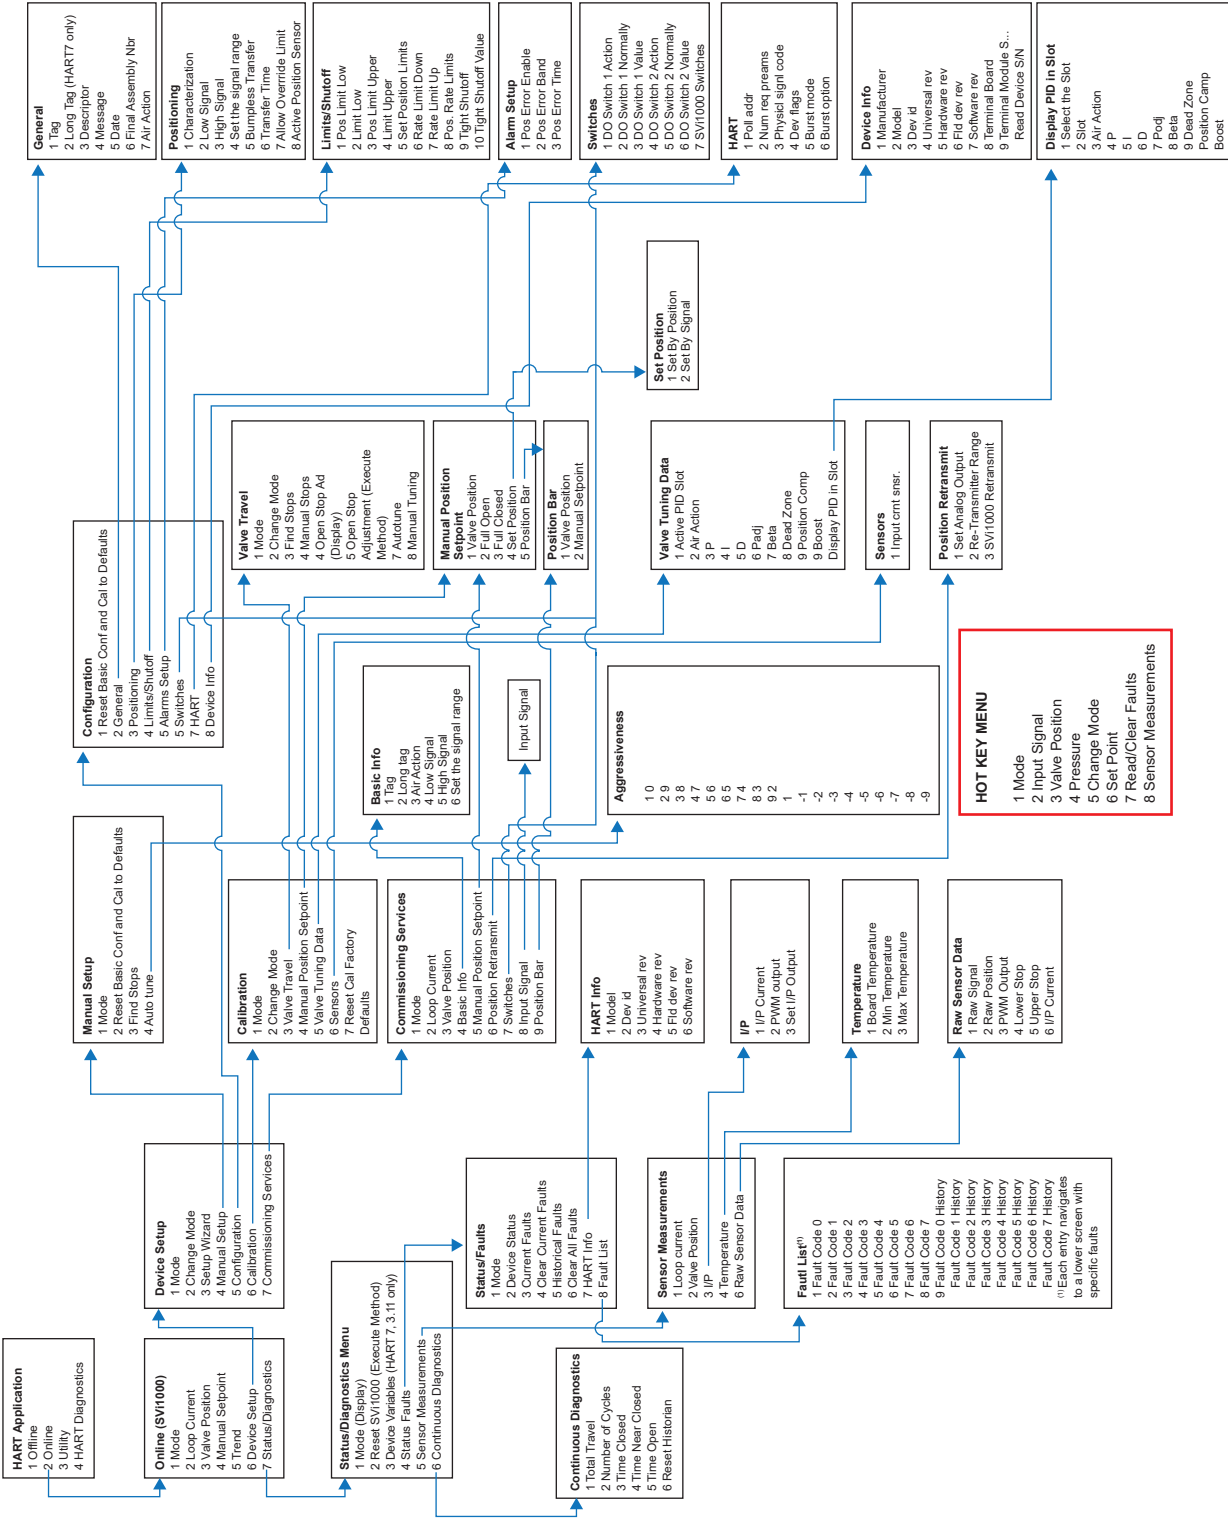 HART Application
1 Offline
2 Online
3 Utility
4 HART Diagnostics
Online (SVI1000)
1 Mode
2 Loop Current
3 Valve Position
4 Manual Setpoint
5 Trend
6 Device Setup
7 Status/Diagnostics
Status/Diagnostics Menu
1 Mode (Display)
2 Reset SVi1000 (Execute Method)
3 Device Variables (HART 7, 3.11 only)
4 Status Faults
5 Sensor Measurements
6 Continuous DIagnostics
Continuous Diagnostics
1 Total Travel
2 Number of Cycles
3 Time Closed
4 Time Near Closed
5 Time Open
6 Reset Historian
Device Setup
1 Mode
2 Change Mode
3 Setup Wizard
4 Manual Setup
5 Configuration
6 Calibration
7 Commissioning Services
Status/Faults
1 Mode
2 Device Status
3 Current Faults
4 Clear Current Faults
5 Historical Faults
6 Clear All Faults
7 HART Info
8 Fault List
Sensor Measurements
1 Loop current
2 Valve Position
3 I/P
4 Temperature
6 Raw Sensor Data
Fautl List(1)
1 Fault Code 0
2 Fault Code 1
3 Fault Code 2
4 Fault Code 3
5 Fault Code 4
6 Fault Code 5
7 Fault Code 6
8 Fault Code 7
9 Fault Code 0 History
Fault Code 1 History
Fault Code 2 History
Fault Code 3 History
Fault Code 4 History
Fault Code 5 History
Fault Code 6 History
Fault Code 7 History
(1) Each entry navigates
to a lower screen with
specific faults
Manual Setup
1 Mode
2 Reset Basic Conf and Cal to Defaults
3 Find Stops
4 Auto tune
Calibration
1 Mode
2 Change Mode
3 Valve Travel
4 Manual Position Setpoint
5 Valve Tuning Data
6 Sensors
7 Reset Cal Factory
Defaults
Commissioning Services
1 Mode
2 Loop Current
3 Valve Position
4 Basic Info
5 Manual Position Setpoint
6 Position Retransmit
7 Switches
8 Input Signal
9 Position Bar
HART Info
1 Model
2 Dev id
3 Universal rev
4 Hardware rev
5 Fld dev rev
6 Software rev
I/P
1 I/P Current
2 PWM output
3 Set I/P Output
Temperature
1 Board Temperature
2 Min Temperature
3 Max Temperature
Raw Sensor Data
1 Raw Signal
2 Raw Position
3 PWM Output
4 Lower Stop
5 Upper Stop
6 I/P Current
Configuration
1 Reset Basic Conf and Cal to Defaults
2 General
3 Positioning
4 Limits/Shutoff
5 Alarms Setup
5 Switches
7 HART
8 Device Info
Basic Info
1 Tag
2 Long tag
3 Air Action
4 Low Signal
5 High Signal
6 Set the signal range
Input Signal
Aggressiveness
1 0
2 9
3 8
4 7
5 6
6 5
7 4
8 3
9 2
1
-1
-2
-3
-4
-5
-6
-7
-8
-9
Valve Travel
1 Mode
2 Change Mode
3 Find Stops
4 Manual Stops
4 Open Stop Ad
(Display)
5 Open Stop
Adjustment (Execute
Method)
7 Autotune
8 Manual Tuning
Manual Position
Setpoint
1 Valve Position
2 Full Open
3 Full Closed
4 Set Position
5 Position Bar
Position Bar
1 Valve Position
2 Manual Setpoint
Valve Tuning Data
1 Active PID Slot
2 Air Action
3 P
4 I
5 D
6 Padj
7 Beta
8 Dead Zone
9 Position Comp
9 Boost
Display PID in Slot
Sensors
1 Input crnt snsr.
Position Retransmit
1 Set Analog Output
2 Re-Transmitter Range
3 SVI1000 Retransmit
HOT KEY MENU
1 Mode
2 Input Signal
3 Valve Position
4 Pressure
5 Change Mode
6 Set Point
7 Read/Clear Faults
8 Sensor Measurements
Set Position
1 Set By Position
2 Set By Signal
General
1 Tag
2 Long Tag (HART7 only)
3 Descriptor
4 Message
5 Date
6 Final Assembly Nbr
7 Air Action
Positioning
1 Characterization
2 Low Signal
3 High Signal
4 Set the signal range
5 Bumpless Transfer
6 Transfer Time
7 Allow Overrride Limit
8 Active Position Sensor
Limits/Shutoff
1 Pos Limit Low
2 Limit Low
3 Pos Limit Upper
4 Limit Upper
5 Set Position Limits
6 Rate Limit Down
7 Rate Limit Up
8 Pos. Rate Limits
9 Tight Shutoff
10 Tight Shutoff Value
Alarm Setup
1 Pos Error Enable
2 Pos Error Band
3 Pos Error Time
Switches
1 DO Switch 1 Action
2 DO Switch 1 Normally
3 DO Switch 1 Value
4 DO Switch 2 Action
5 DO Switch 2 Normally
6 DO Switch 2 Value
7 SVi1000 Switches
HART
1 Poll addr
2 Num req preams
3 Physicl signl code
4 Dev flags
5 Burst mode
6 Burst option
Device Info
1 Manufacturer
2 Model
3 Dev id
4 Universal rev
5 Hardware rev
6 Fld dev rev
7 Software rev
8 Terminal Board
9 Terminal Module S...
Read Device S/N
Display PID in Slot
1 Select the Slot
2 Slot
3 Air Action
4 P
5 I
6 D
7 Podj
8 Beta
9 Dead Zone
Position Camp
Boost